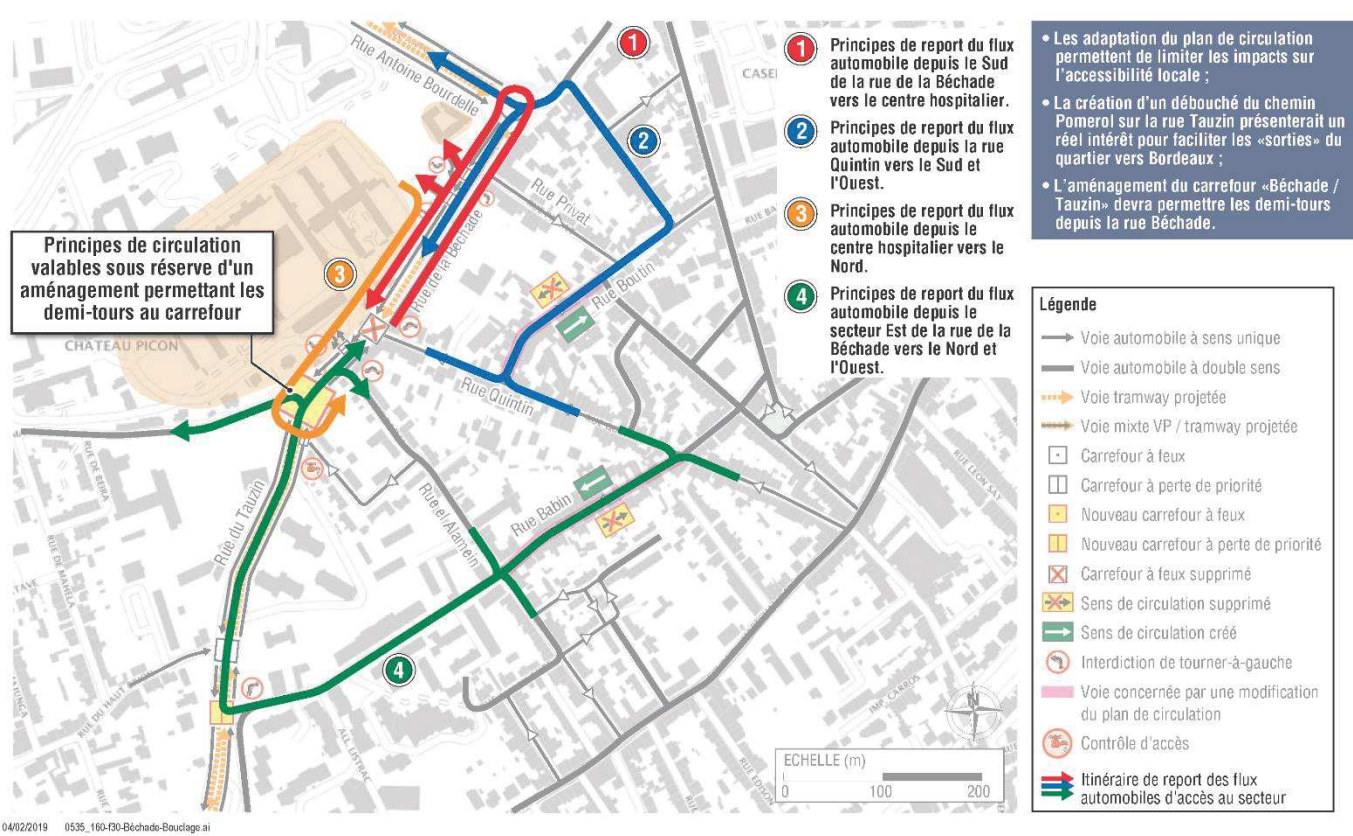 Rue Antoine Bourdelle
1
CASE
2
Rue Privat
Rue de la Béchade
Rue Boutin
3
Principes de circulation
valables sous réserve d'un
aménagement permettant les
demi-tours au carrefour
CHATEAU PICON
Rue Quintin
RUE DE BEIRA
RUE LEON SAY
Rue du Tauzin
Rue el Alamein
Rue Babin
RUE DE MAHELA
4
RUE DU HAUT
ALL LISTRAC
IMP CARROS
RUE EDISON
ECHELLE (m)
0 100 200
1 Principes de report du flux
automobile depuis le Sud
de la rue de la Béchade
vers le centre hospitalier.
2 Principes de report du flux
automobile depuis la rue
Quintin vers le Sud et
l'Ouest.
3 Principes de report du flux
automobile depuis le
centre hospitalier vers le
Nord.
4 Principes de report du flux
automobile depuis le
secteur Est de la rue de la
Béchade vers le Nord et
l'Ouest.
• Les adaptation du plan de circulation
permettent de limiter les impacts sur
l'accessibilité locale ;
• La création d'un débouché du chemin
Pomerol sur la rue Tauzin présenterait un
réel intérêt pour faciliter les «sorties» du
quartier vers Bordeaux ;
• L'aménagement du carrefour «Béchade /
Tauzin» devra permettre les demi-tours
depuis la rue Béchade.
Légende
Voie automobile à sens unique
Voie automobile à double sens
Voie tramway projetée
Voie mixte VP / tramway projetée
Carrefour à feux
Carrefour à perte de priorité
Nouveau carrefour à feux
Nouveau carrefour à perte de priorité
Carrefour à feux supprimé
Sens de circulation supprimé
Sens de circulation créé
Interdiction de tourner-à-gauche
Voie concernée par une modification
du plan de circulation
Contrôle d'accès
Itinéraire de report des flux
automobiles d'accès au secteur
04/02/2019 0535_160-f30-Béchade-Bouclage.ai